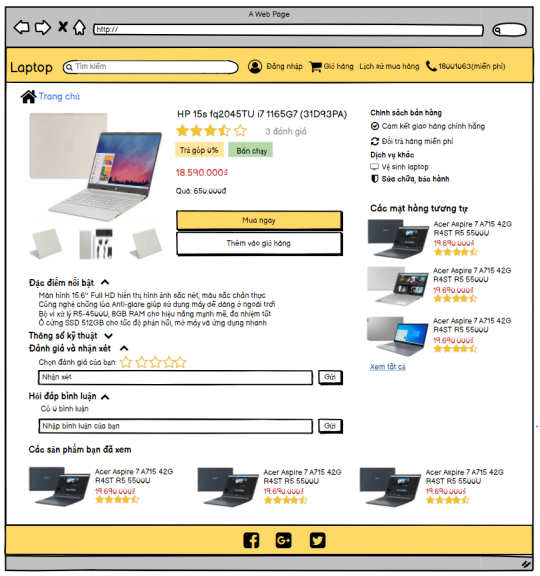 A Web Page
http://
Laptop
Tìm kiếm
Đăng nhập
Giỏ hàng
Lịch sử mua hàng
18001063(miễn phí)
Trang chủ
HP 15s fq2045TU i7 1165G7 (31D93PA)
3 đánh giá
Trả góp 0%
Bán chạy
18.590.000₫
Quà: 650.000đ
Mua ngay
Thêm vào giỏ hàng
Chính sách bán hàng
Cam kết giao hàng chính hãng
Đổi trả hàng miễn phí
Dịch vụ khác
Vệ sinh laptop
Sửa chữa, bảo hành
Các mặt hàng tương tự
Acer Aspire 7 A715 42G
R4ST R5 5500U
19.690.000₫
Acer Aspire 7 A715 42G
R4ST R5 5500U
19.690.000₫
Acer Aspire 7 A715 42G
R4ST R5 5500U
19.690.000₫
Xem tất cả
Đặc điểm nổi bật
Màn hình 15.6" Full HD hiển thị hình ảnh sắc nét, màu sắc chân thực
Công nghệ chống lóa Anti-glare giúp sử dụng máy dễ dàng ở ngoài trời
Bộ vi xử lý R5-4500U, 8GB RAM cho hiệu năng mạnh mẽ, đa nhiệm tốt
Ổ cứng SSD 512GB cho tốc độ phản hồi, mở máy và ứng dụng nhanh
Thông số kỹ thuật
Đánh giá và nhận xét
Chọn đánh giá của bạn:
Nhận xét
Gửi
Hỏi đáp bình luận
Có 0 bình luận
Nhập bình luận của bạn
Gửi
Các sản phẩm bạn đã xem
Acer Aspire 7 A715 42G
R4ST R5 5500U
19.690.000₫
Acer Aspire 7 A715 42G
R4ST R5 5500U
19.690.000₫
Acer Aspire 7 A715 42G
R4ST R5 5500U
19.690.000₫